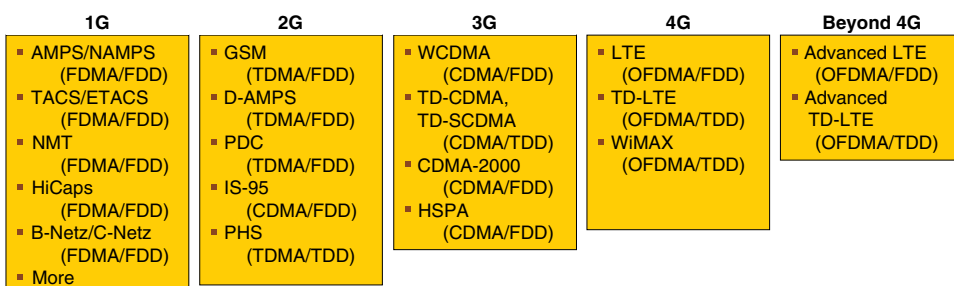 1G
AMPS/NAMPS
(FDMA/FDD)
TACS/ETACS
(FDMA/FDD)
NMT
(FDMA/FDD)
HiCaps
(FDMA/FDD)
B-Netz/C-Netz
(FDMA/FDD)
More
2G
GSM
(TDMA/FDD)
D-AMPS
(TDMA/FDD)
PDC
(TDMA/FDD)
IS-95
(CDMA/FDD)
PHS
(TDMA/TDD)
3G
WCDMA
(CDMA/FDD)
TD-CDMA,
TD-SCDMA
(CDMA/TDD)
CDMA-2000
(CDMA/FDD)
HSPA
(CDMA/FDD)
4G
LTE
(OFDMA/FDD)
TD-LTE
(OFDMA/TDD)
WiMAX
(OFDMA/TDD)
Beyond 4G
Advanced LTE
(OFDMA/FDD)
Advanced
TD-LTE
(OFDMA/TDD)